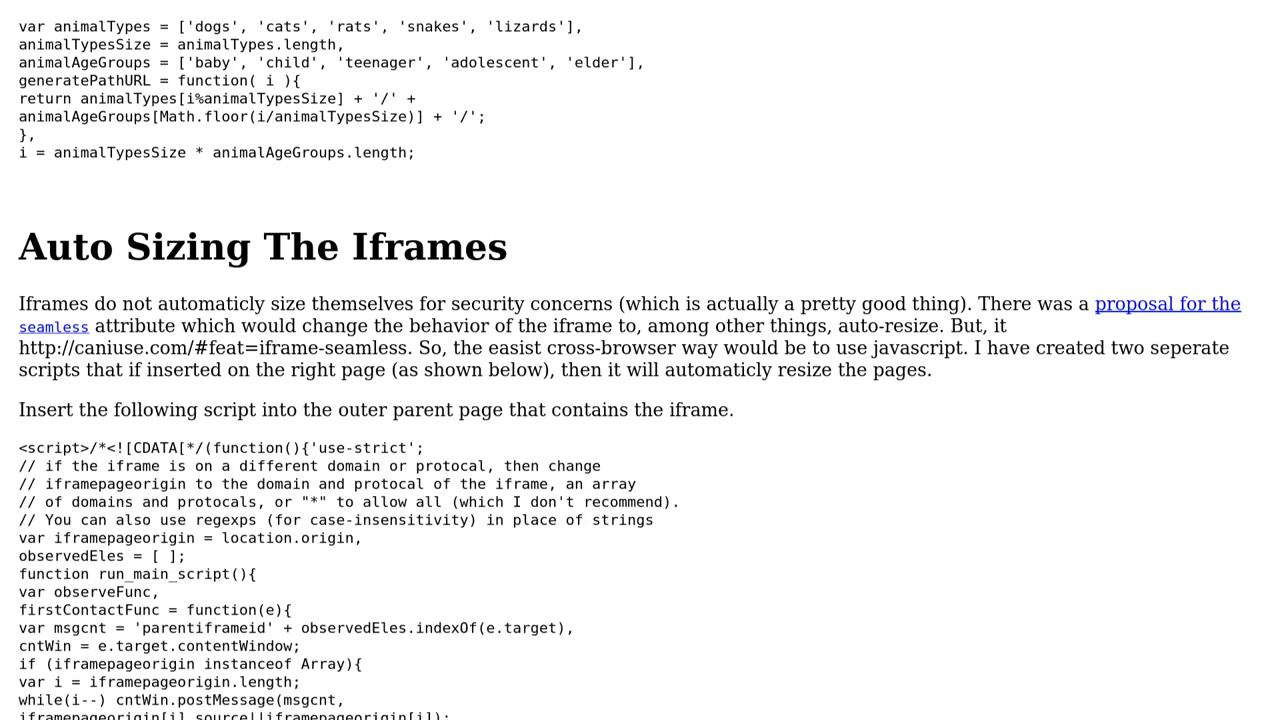 var animalTypes = ['dogs', 'cats', 'rats', 'snakes', 'lizards'],
animalTypesSize = animalTypes.length,
animalAgeGroups = ['baby', 'child', 'teenager', 'adolescent', 'elder'],
generatePathURL = function( i ){
return animalTypes[i%animalTypesSize] + '/' +
animalAgeGroups[Math.floor(i/animalTypesSize)] + '/';
},
i = animalTypesSize * animalAgeGroups.length;
Auto Sizing The Iframes
Iframes do not automaticly size themselves for security concerns (which is actually a pretty good thing). There was a proposal for the
seamless attribute which would change the behavior of the iframe to, among other things, auto-resize. But, it
http://caniuse.com/#feat=iframe-seamless. So, the easist cross-browser way would be to use javascript. I have created two seperate
scripts that if inserted on the right page (as shown below), then it will automaticly resize the pages.
Insert the following script into the outer parent page that contains the iframe.
<script>/*<![CDATA[*/(function(){'use-strict';
// if the iframe is on a different domain or protocal, then change
// iframepageorigin to the domain and protocal of the iframe, an array
// of domains and protocals, or "*" to allow all (which I don't recommend).
// You can also use regexps (for case-insensitivity) in place of strings
var iframepageorigin = location.origin,
observedEles = [ ];
function run_main_script(){
var observeFunc,
firstContactFunc = function(e){
var msgcnt = 'parentiframeid' + observedEles.indexOf(e.target),
cntWin = e.target.contentWindow;
if (iframepageorigin instanceof Array){
var i = iframepageorigin.length;
while(i--) cntWin.postMessage(msgcnt,
iframepageorigin[i].source||iframepageorigin[i]);